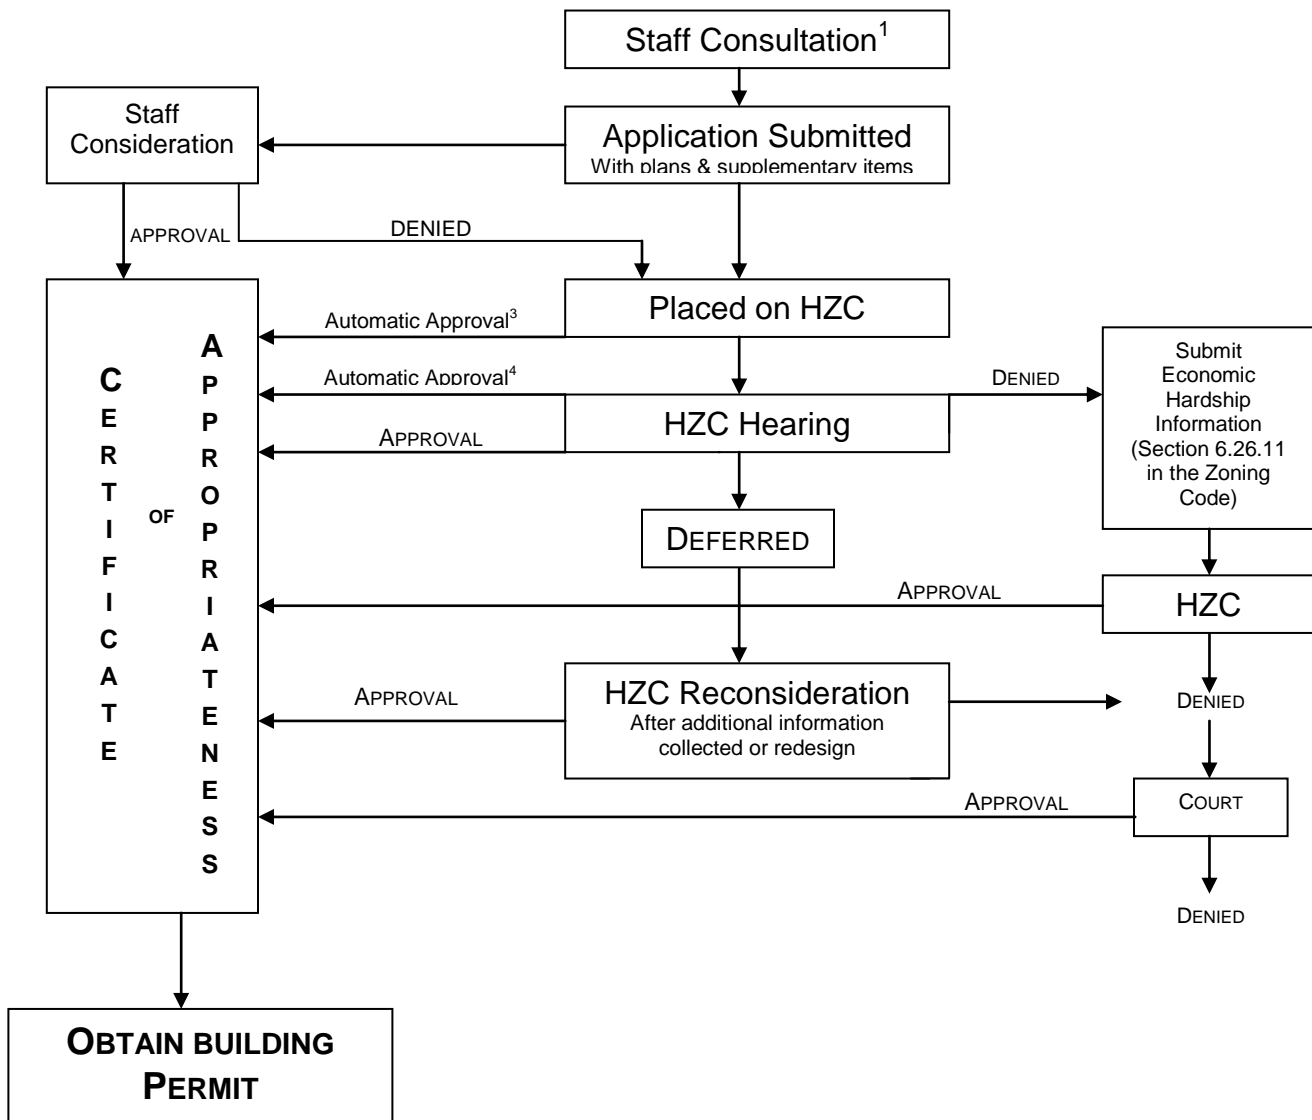 Staff Consultation1
Staff
Consideration
Application Submitted
With plans & supplementary items
APPROVAL
DENIED
Placed on HZC
Automatic Approval3
Automatic Approval4
APPROVAL
HZC Hearing
DENIED
Submit
Economic
Hardship
Information
(Section 6.26.11
in the Zoning
Code)
CERTIFICATE
OF
APPROPRIATENESS
DEFERRED
APPROVAL
HZC
HZC Reconsideration
After additional information
collected or redesign
APPROVAL
DENIED
APPROVAL
COURT
DENIED
OBTAIN BUILDING
PERMIT